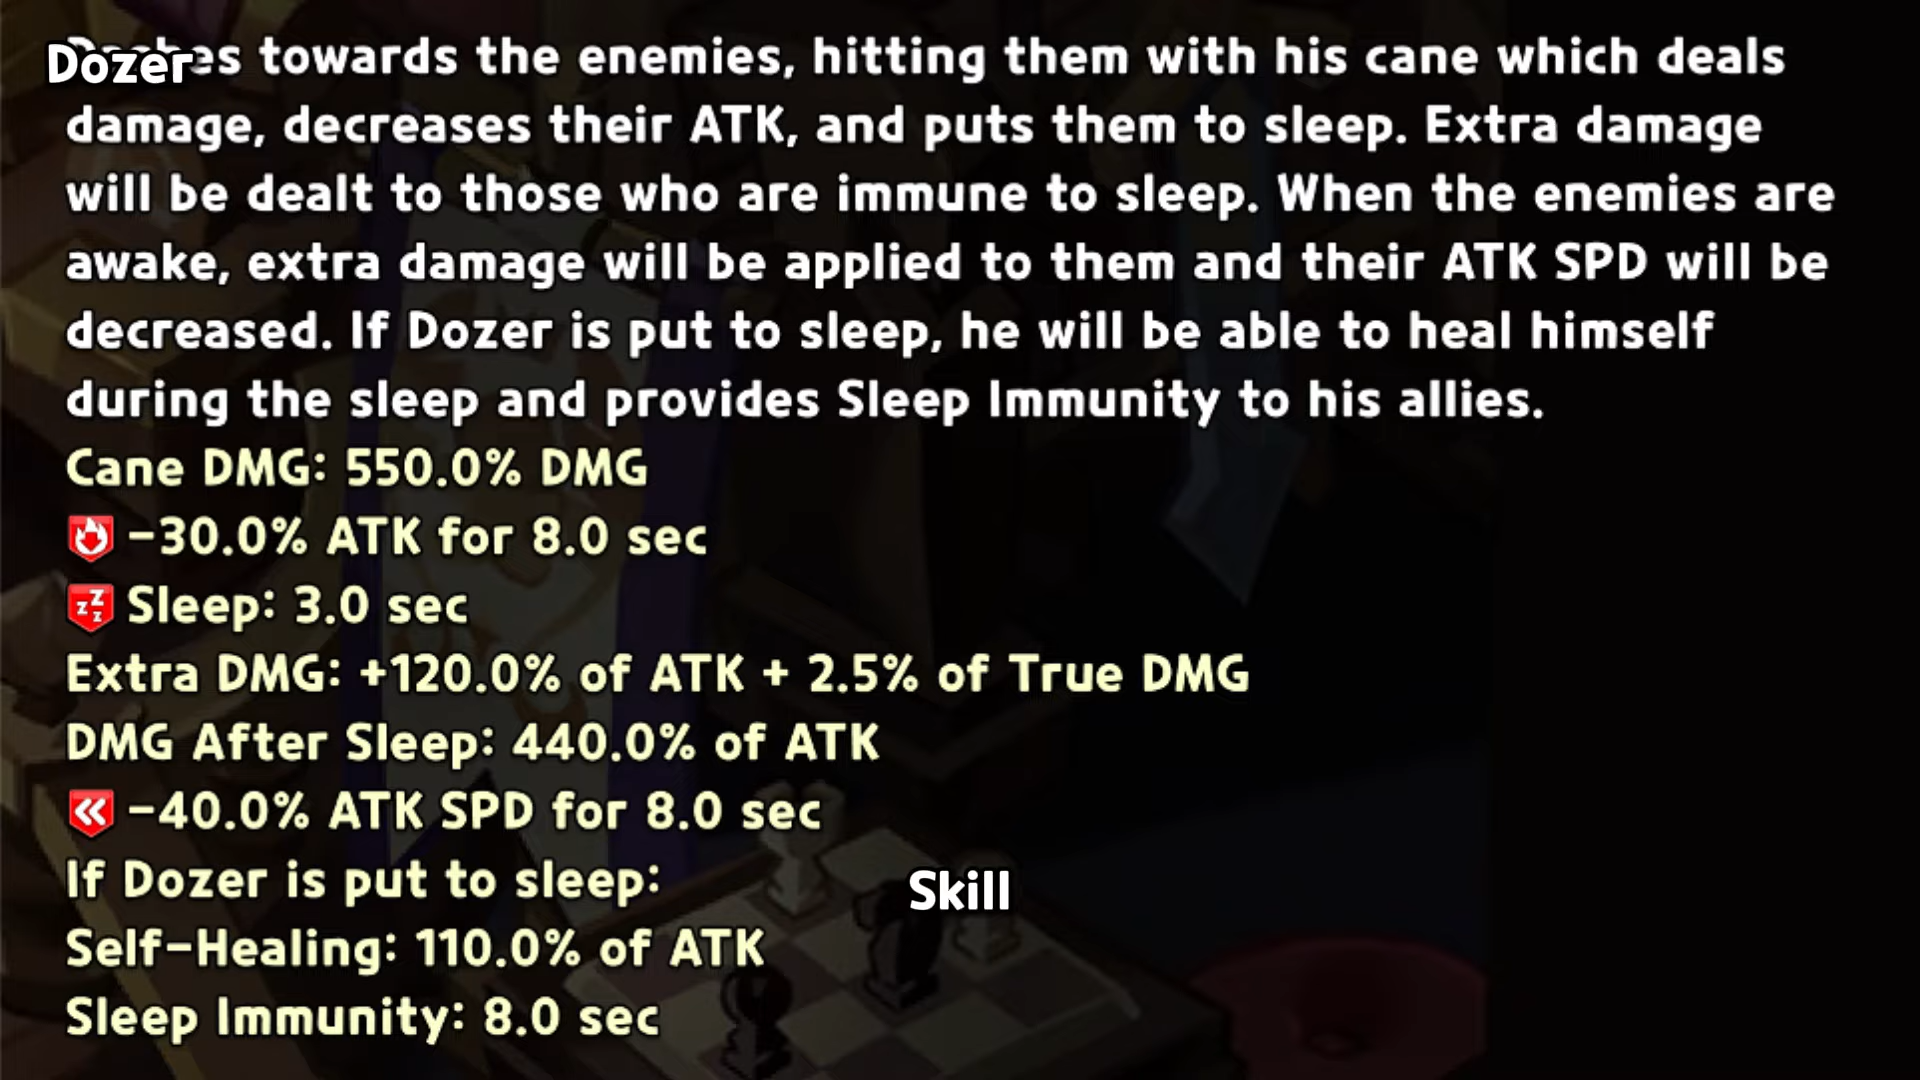 Dozer
towards the enemies, hitting them with his cane which deals
damage, decreases their ATK, and puts them to sleep. Extra damage
will be dealt to those who are immune to sleep. When the enemies are
awake, extra damage will be applied to them and their ATK SPD will be
decreased. If Dozer is put to sleep, he will be able to heal himself
during the sleep and provides Sleep Immunity to his allies.
Cane DMG: 550.0% DMG
-30.0% ATK for 8.0 sec
Sleep: 3.0 sec
Extra DMG: +120.0% of ATK + 2.5% of True DMG
DMG After Sleep: 440.0% of ATK
-40.0% ATK SPD for 8.0 sec
If Dozer is put to sleep:
Skill
Self-Healing: 110.0% of ATK
Sleep Immunity: 8.0 sec